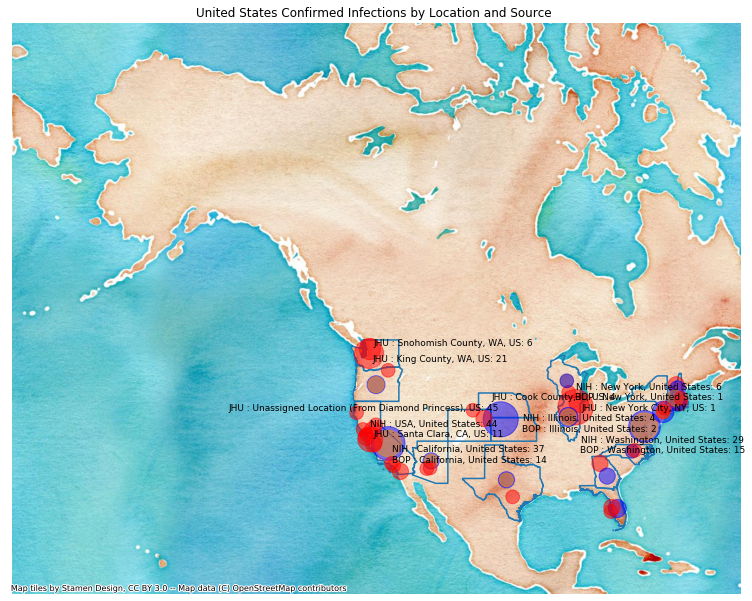 United States Confirmed Infections by Location and Source
JHU : Snohomish County, WA, US: 6
JHU : King County, WA, US: 21
NIH : New York, United States: 6
JHU : Cook County,
BOP :
United States: 1
JHU : Unassigned Location (From Diamond Princess), US: 45
JHU : New York City, NY, US: 1
NIH : Illinois, United States: 4
NIH : USA, United States: 44
BOP : Illinois, United States: 2
JHU : Santa Clara, CA, US: 11
NIH : Washington, United States: 29
NIH : California, United States: 37
BOP : Washington, United States: 15
BOP : California, United States: 14
Map tiles by Stamen Design, CC BY 3.0 -- Map data (C) OpenStreetMap contributors